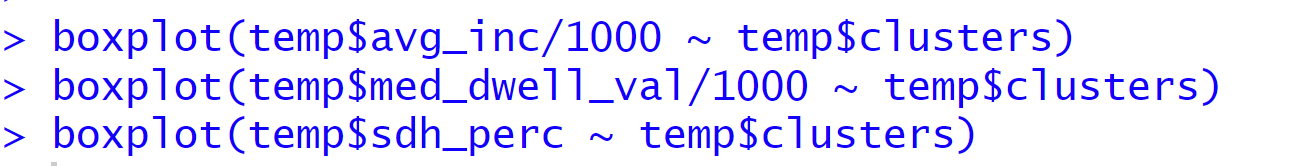 > boxplot(temp$avg_inc/1000 ~ temp$clusters)
> boxplot(temp$med_dwell_val/1000 ~ temp$clusters)
> boxplot(temp$sdh_perc ~ temp$clusters)